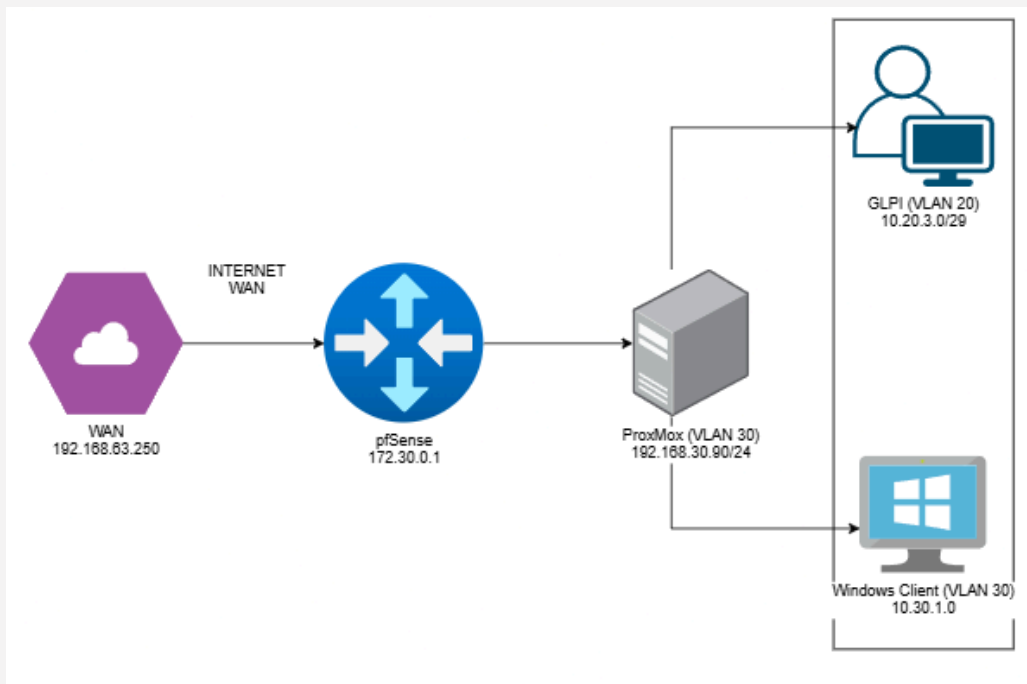 GLPI (VLAN 20)
10.20.3.0/29
INTERNET
WAN
WAN
192.168.63.250
pfSense
172.30.0.1
ProxMox (VLAN 30)
192.168.30.90/24
Windows Client (VLAN 30)
10.30.1.0